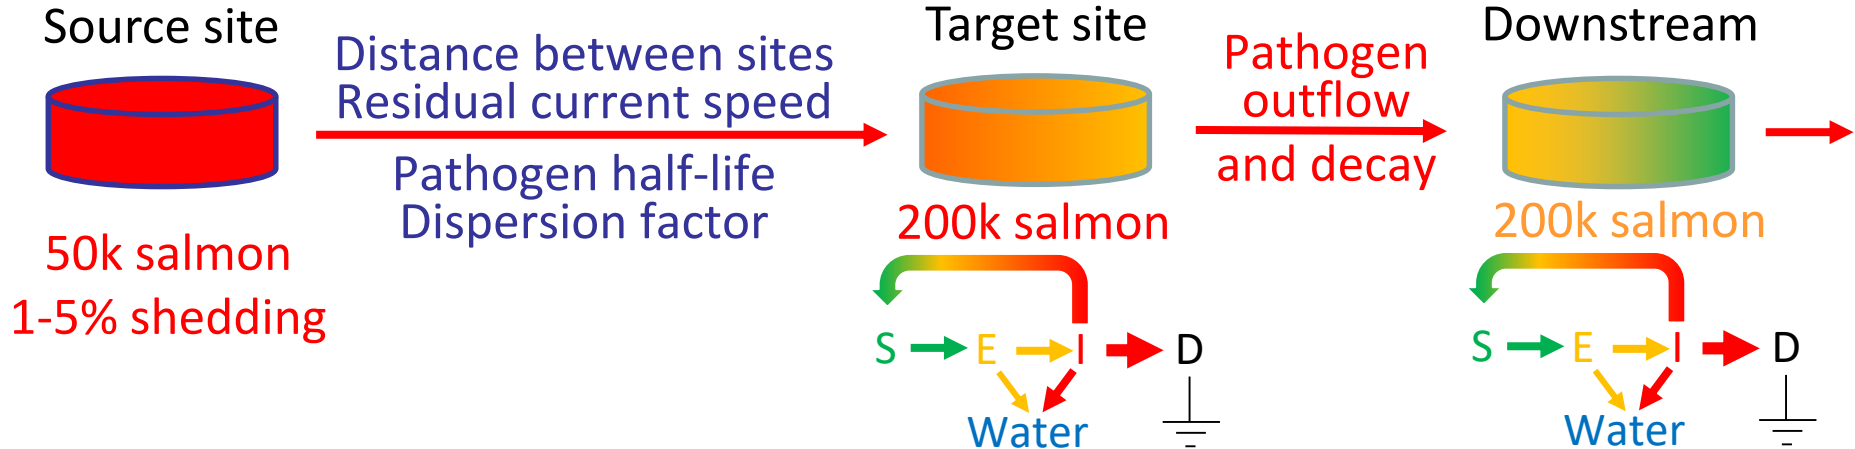 Source site
Distance between sites
Residual current speed
Pathogen half-life
Dispersion factor
50k salmon
1-5% shedding
Target site
200k salmon
S E I D
Water
Pathogen
outflow
and decay
Downstream
200k salmon
S E I D
Water